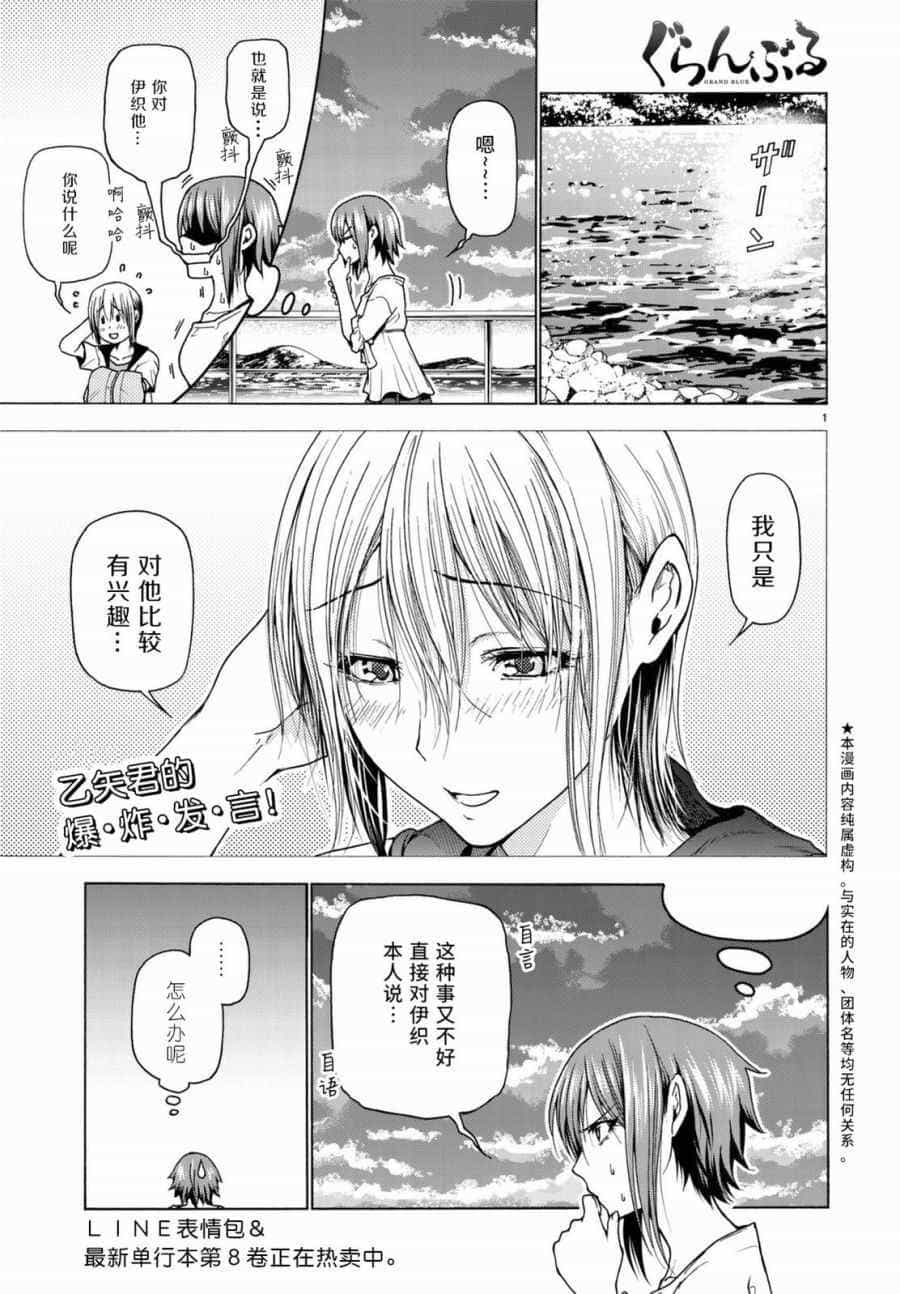 ぐらんぶる
GRAND BLUE
ザーン
1
嗯~~…
也就是说…
你对
伊织他…
颤抖
颤抖
颤抖
啊哈哈
你说什么呢
我只是
对他比较
有兴趣…
乙矢君的
爆·炸·发·言!
★本漫画内容纯属虚构。与实在的人物、团体名等均无任何关系。
这种事又不好
直接对伊织
本人说…
自言
自语
……
怎么办呢
LINE表情包&
最新单行本第8卷正在热卖中。